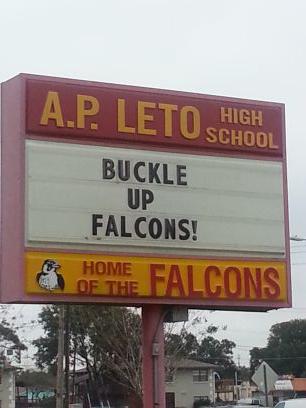 A.P. LETO HIGH SCHOOL
BUCKLE
UP
FALCONS!
HOME OF THE FALCONS